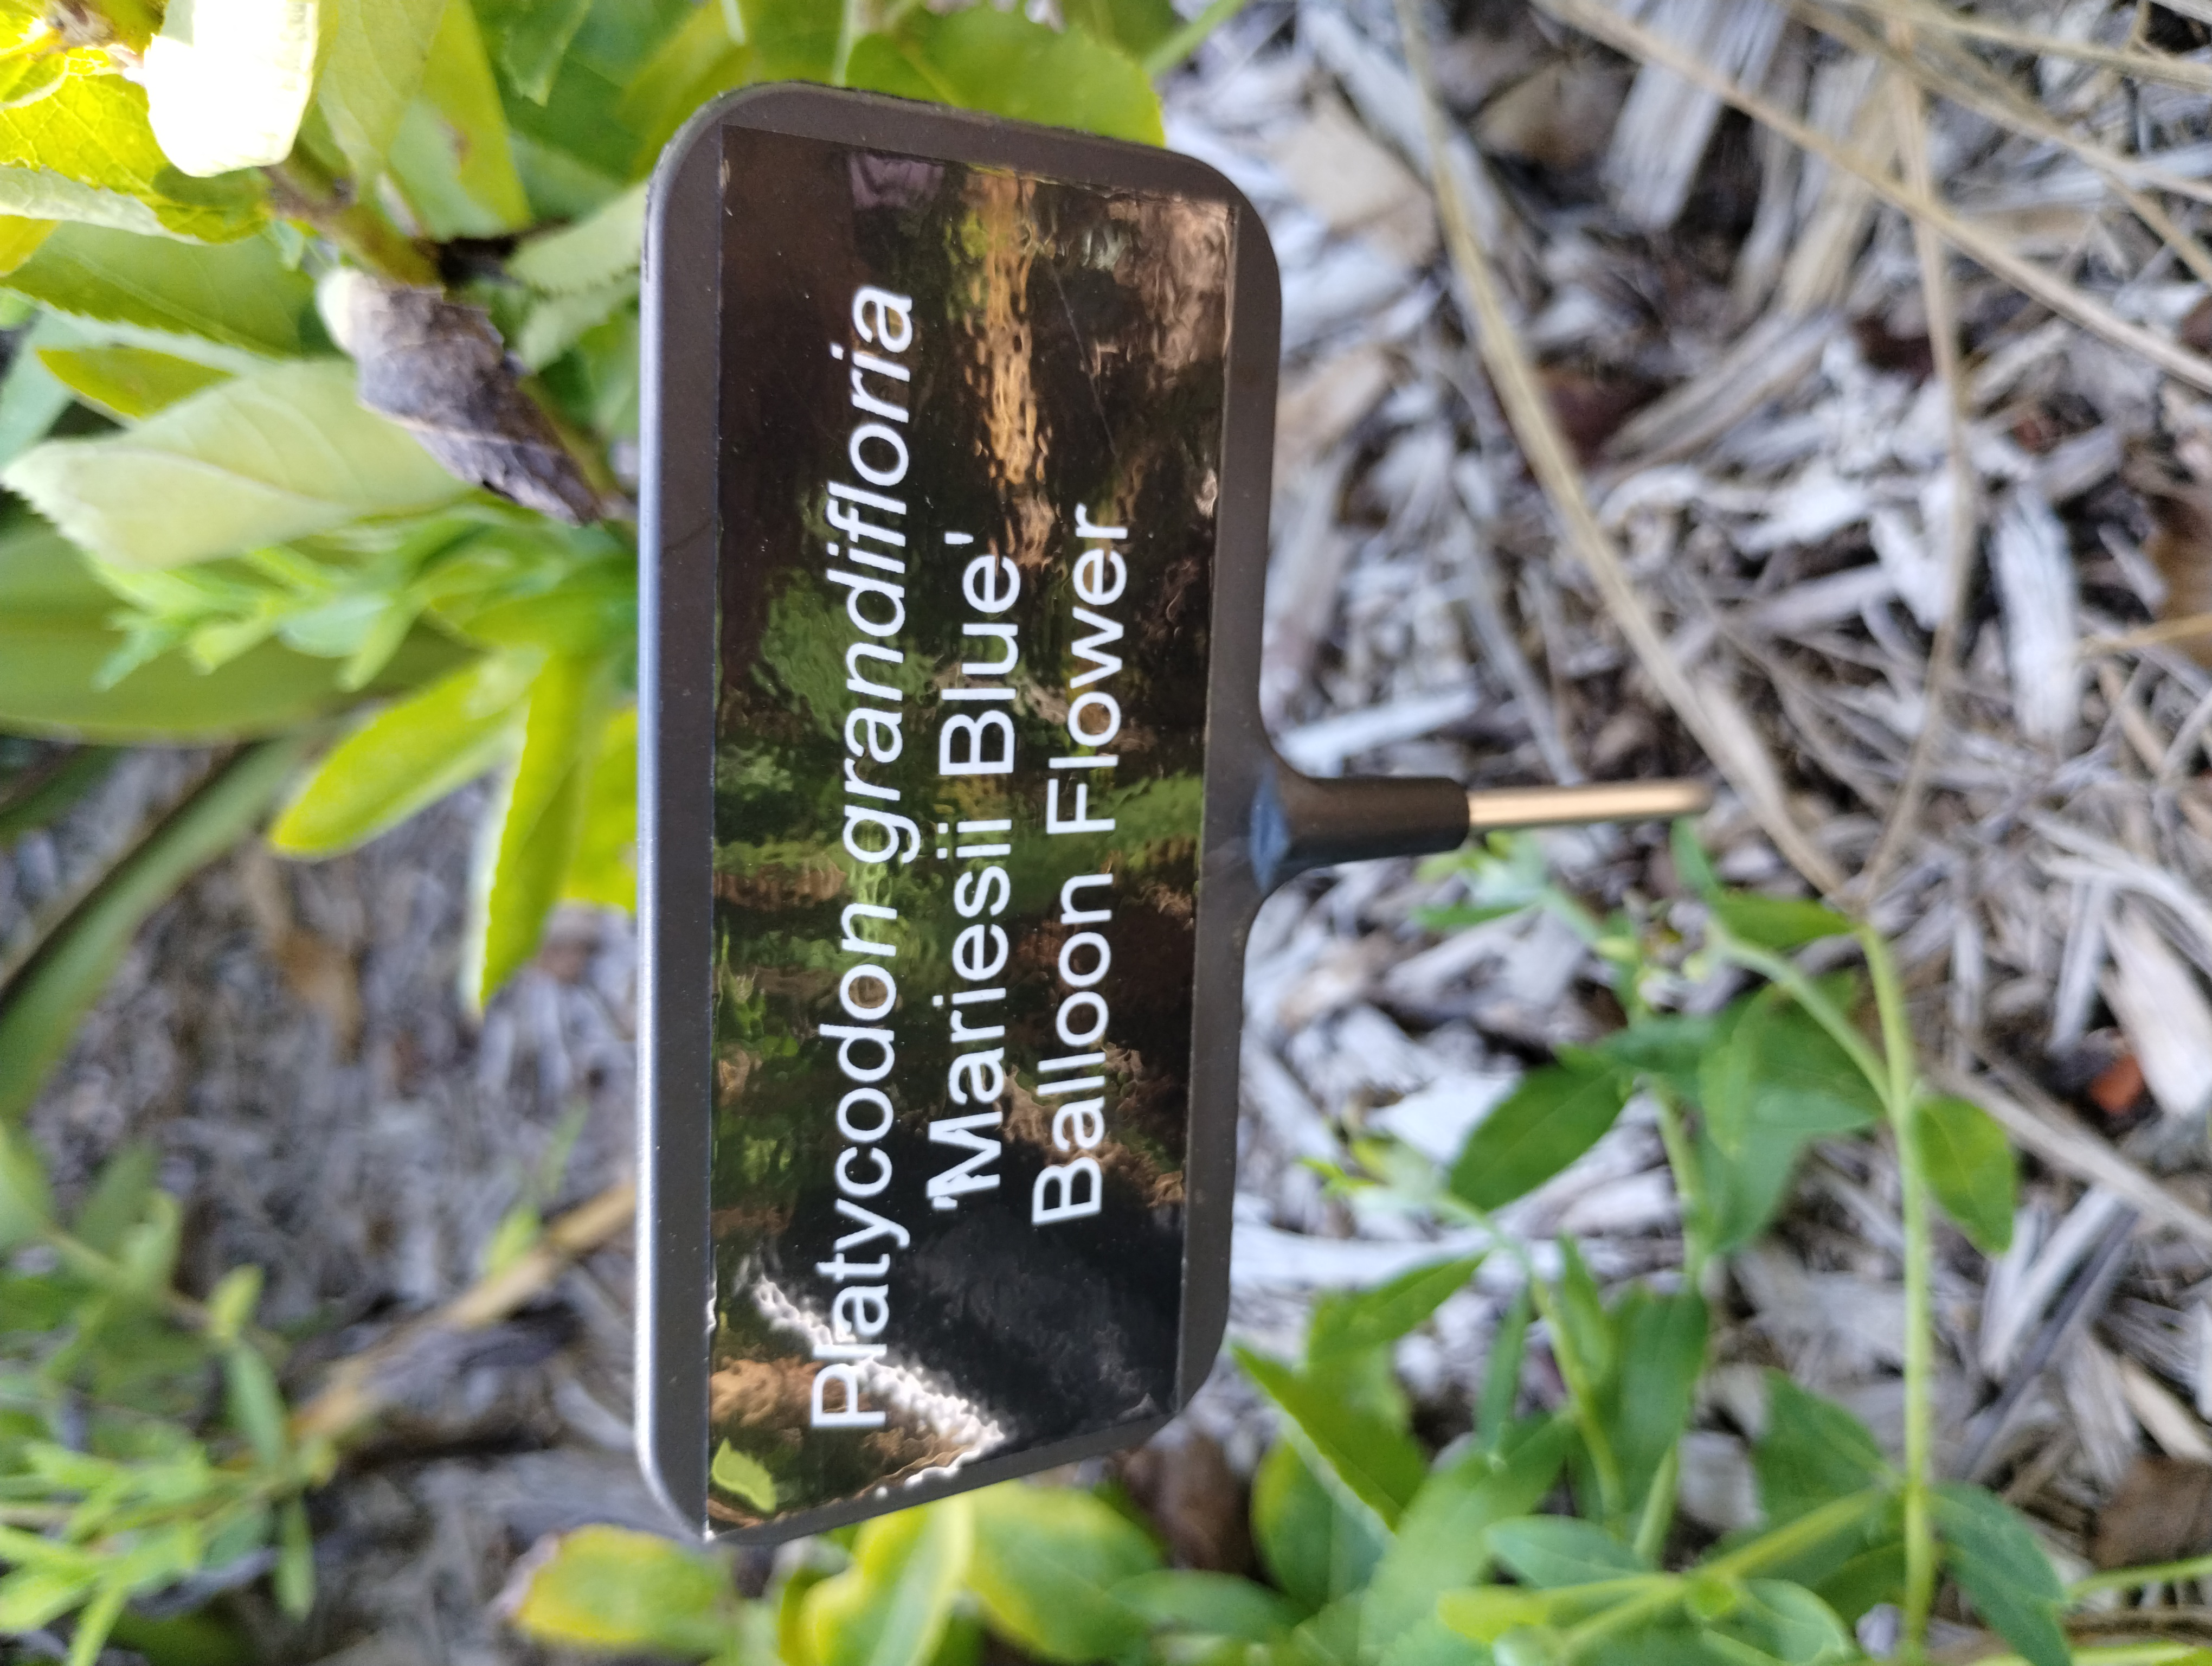 Platycodon grandifloria
'Mariesii Blue'
Balloon Flower